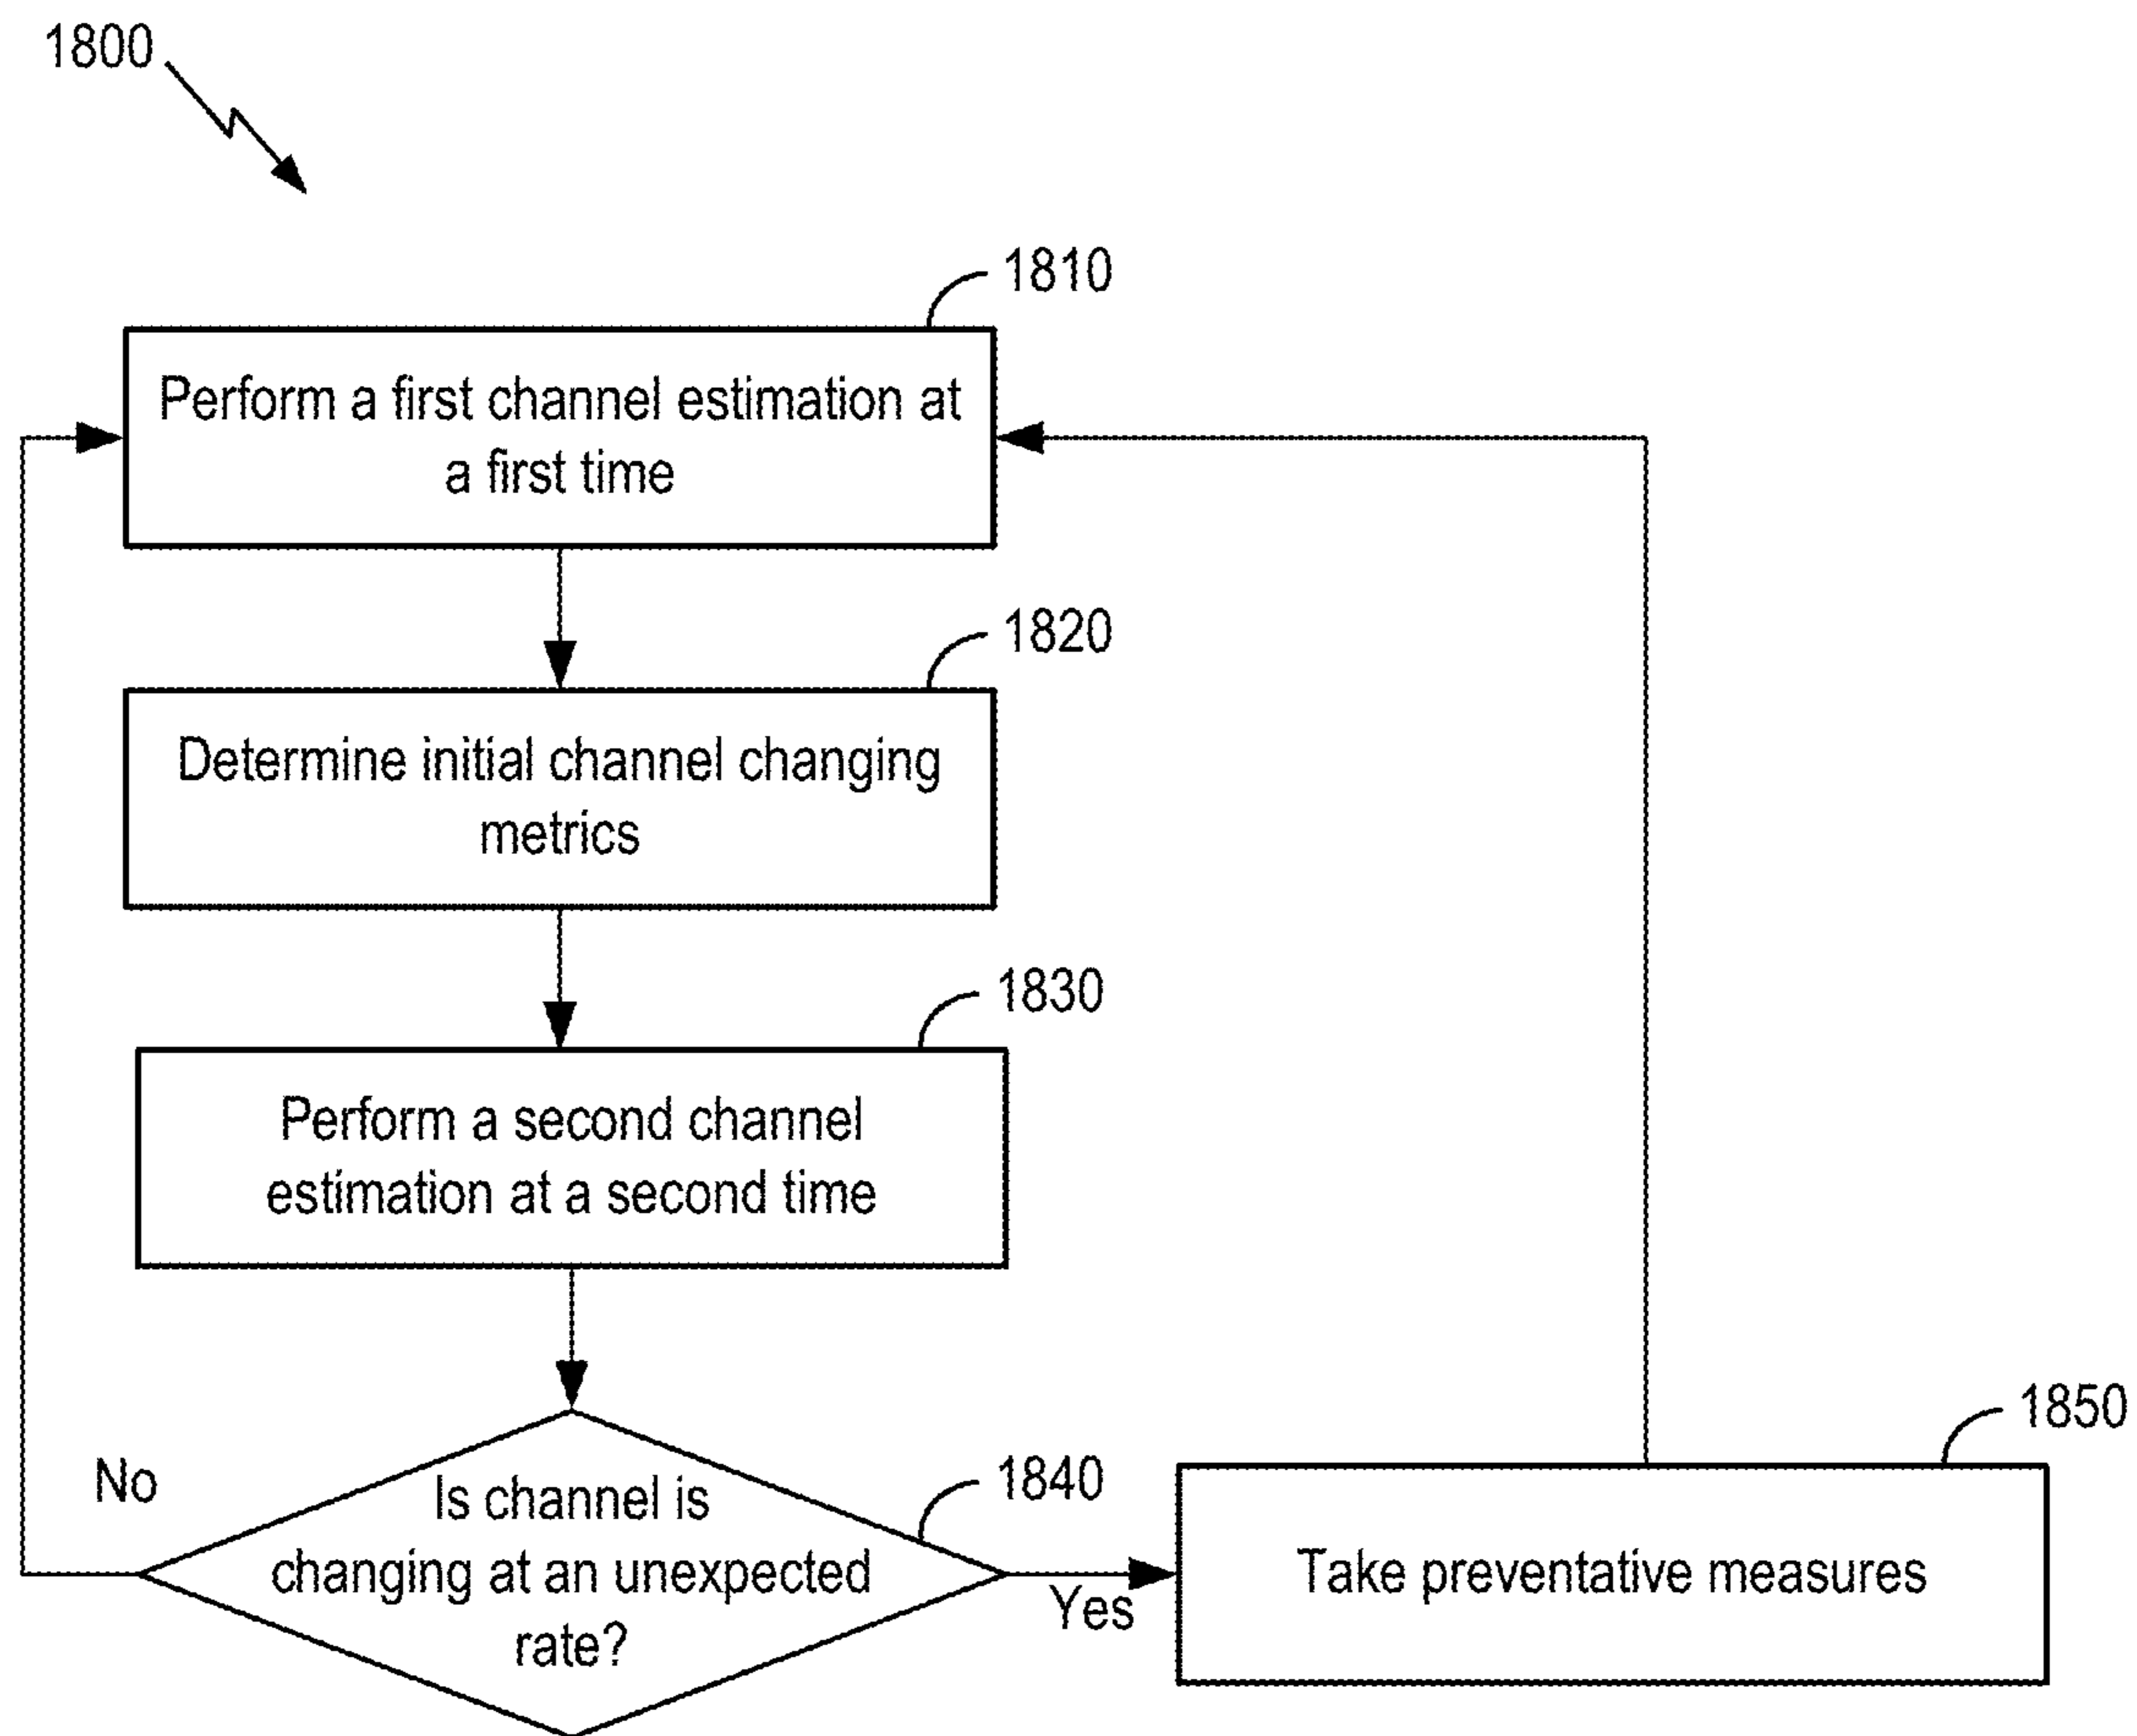 1800
1810
Perform a first channel estimation at
a first time
1820
Determine initial channel changing
metrics
1830
Perform a second channel
estimation at a second time
1840
Is channel is
changing at an unexpected
rate?
No
Yes
1850
Take preventative measures